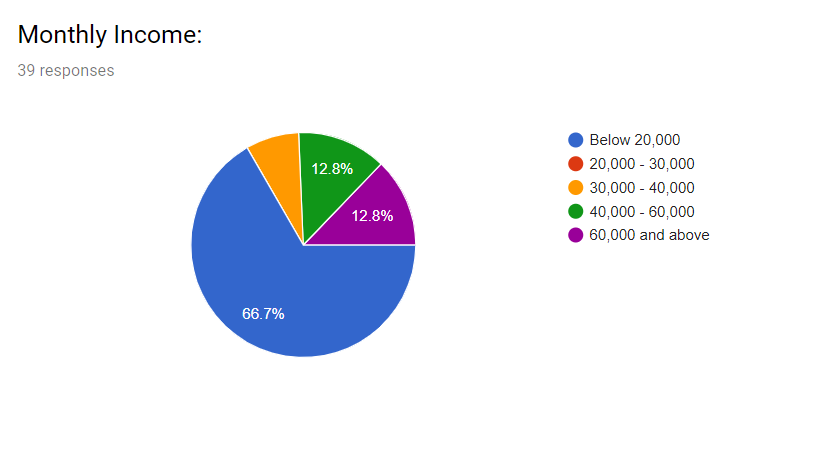 Monthly Income:
39 responses
Below 20,000
20,000 - 30,000
30,000 - 40,000
40,000 - 60,000
60,000 and above
12.8%
12.8%
66.7%